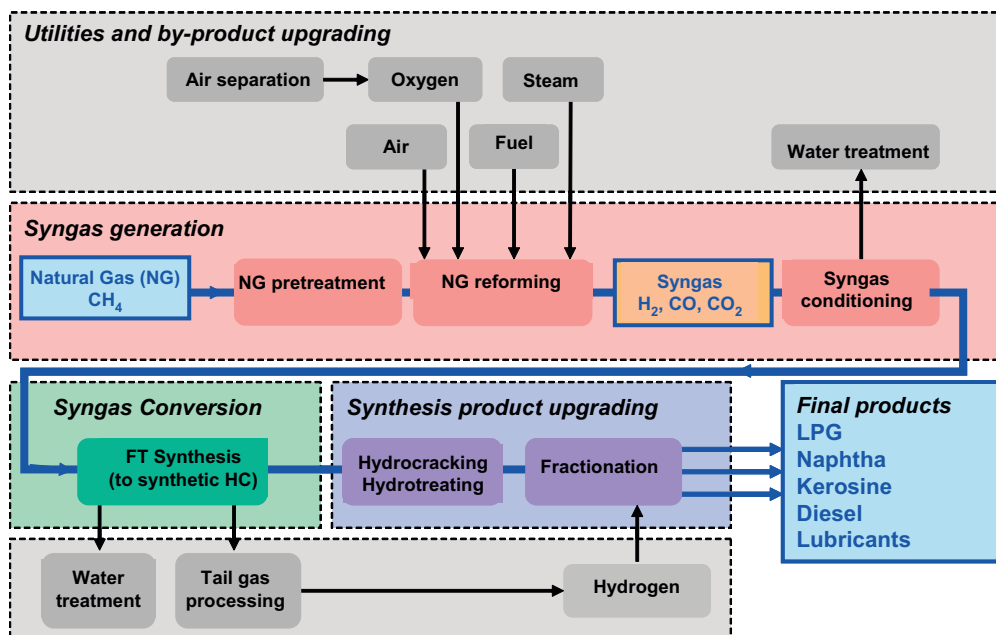 Utilities and by-product upgrading
Air separation
Oxygen
Steam
Air
Fuel
Water treatment
Syngas generation
Natural Gas (NG)
CH4
NG pretreatment
NG reforming
Syngas
H2, CO, CO2
Syngas
conditioning
Syngas Conversion
FT Synthesis
(to synthetic HC)
Synthesis product upgrading
Hydrocracking
Hydrotreating
Fractionation
Final products
LPG
Naphtha
Kerosine
Diesel
Lubricants
Water
treatment
Tail gas
processing
Hydrogen